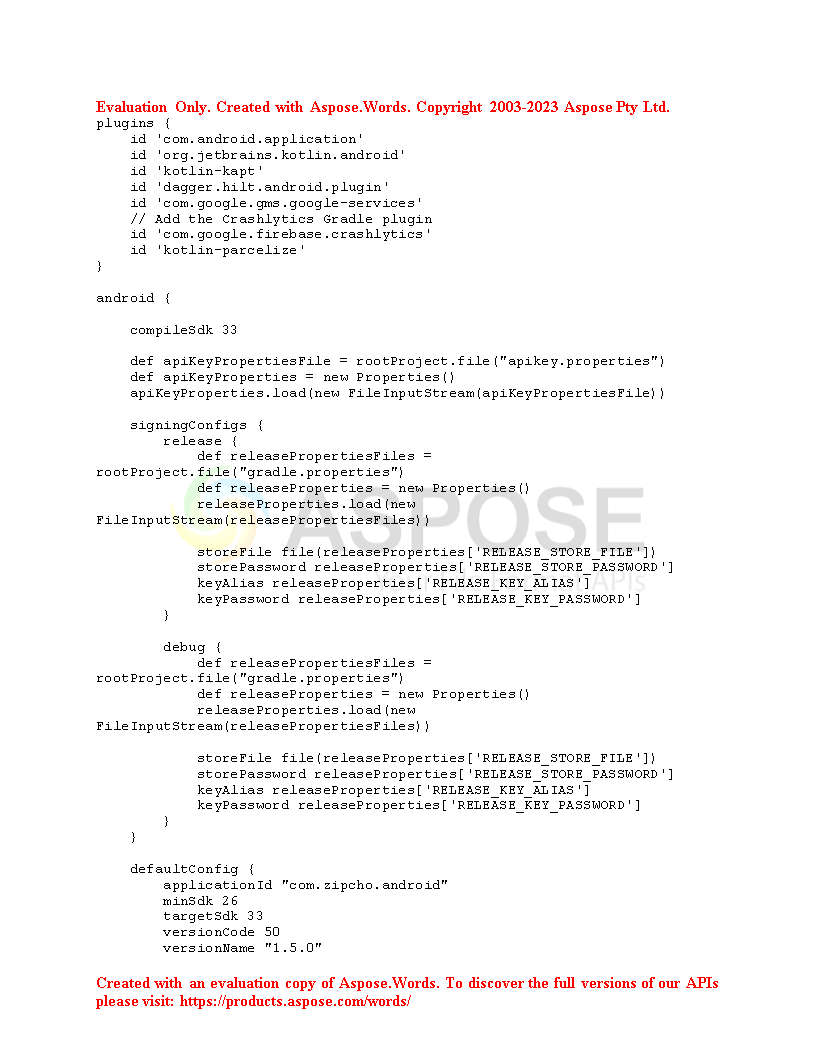 Evaluation Only. Created with Aspose.Words. Copyright 2003-2023 Aspose Pty Ltd.
plugins {
    id 'com.android.application'
    id 'org.jetbrains.kotlin.android'
    id 'kotlin-kapt'
    id 'dagger.hilt.android.plugin'
    id 'com.google.gms.google-services'
    // Add the Crashlytics Gradle plugin
    id 'com.google.firebase.crashlytics'
    id 'kotlin-parcelize'
}

android {

    compileSdk 33

    def apiKeyPropertiesFile = rootProject.file("apikey.properties")
    def apiKeyProperties = new Properties()
    apiKeyProperties.load(new FileInputStream(apiKeyPropertiesFile))

    signingConfigs {
        release {
            def releasePropertiesFiles =
rootProject.file("gradle.properties")
            def releaseProperties = new Properties()
            releaseProperties.load(new
FileInputStream(releasePropertiesFiles))
ASPOSE

            storeFile file(releaseProperties['RELEASE_STORE_FILE'])
            storePassword releaseProperties['RELEASE_STORE_PASSWORD']
            keyAlias releaseProperties['RELEASE_KEY_ALIAS']
            keyPassword releaseProperties['RELEASE_KEY_PASSWORD']
        }

        debug {
            def releasePropertiesFiles =
rootProject.file("gradle.properties")
            def releaseProperties = new Properties()
            releaseProperties.load(new
FileInputStream(releasePropertiesFiles))

            storeFile file(releaseProperties['RELEASE_STORE_FILE'])
            storePassword releaseProperties['RELEASE_STORE_PASSWORD']
            keyAlias releaseProperties['RELEASE_KEY_ALIAS']
            keyPassword releaseProperties['RELEASE_KEY_PASSWORD']
        }
    }

    defaultConfig {
        applicationId "com.zipcho.android"
        minSdk 26
        targetSdk 33
        versionCode 50
        versionName "1.5.0"

Created with an evaluation copy of Aspose.Words. To discover the full versions of our APIs
please visit: https://products.aspose.com/words/